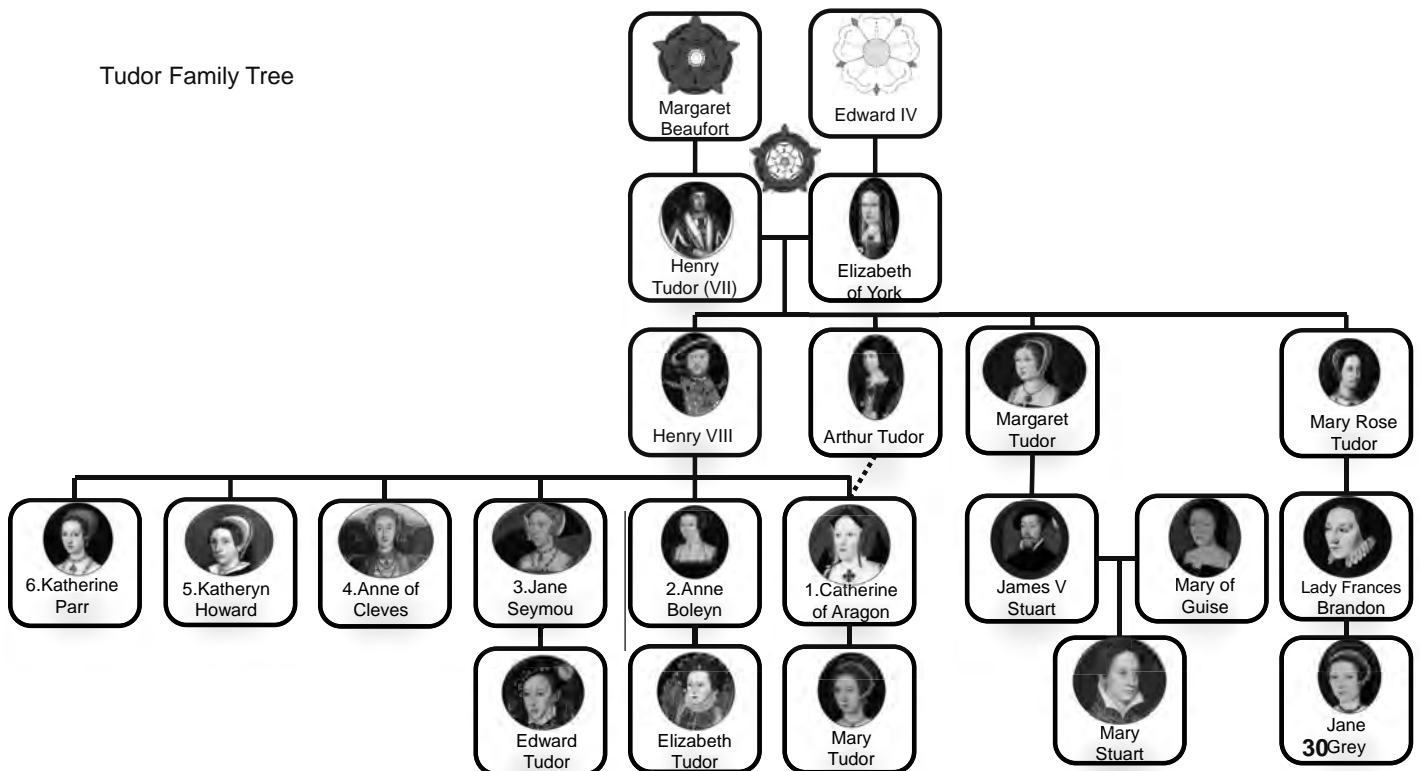 Tudor Family Tree
Margaret
Beaufort
Edward IV
Henry
Tudor (VII)
Elizabeth
of York
Henry VIII
Arthur Tudor
Margaret
Tudor
Mary Rose
Tudor
6.Katherine
Parr
5.Katheryn
Howard
4.Anne of
Cleves
3.Jane
Seymou
2.Anne
Boleyn
1.Catherine
of Aragon
James V
Stuart
Mary of
Guise
Lady Frances
Brandon
Edward
Tudor
Elizabeth
Tudor
Mary
Tudor
Mary
Stuart
Jane
Grey
30